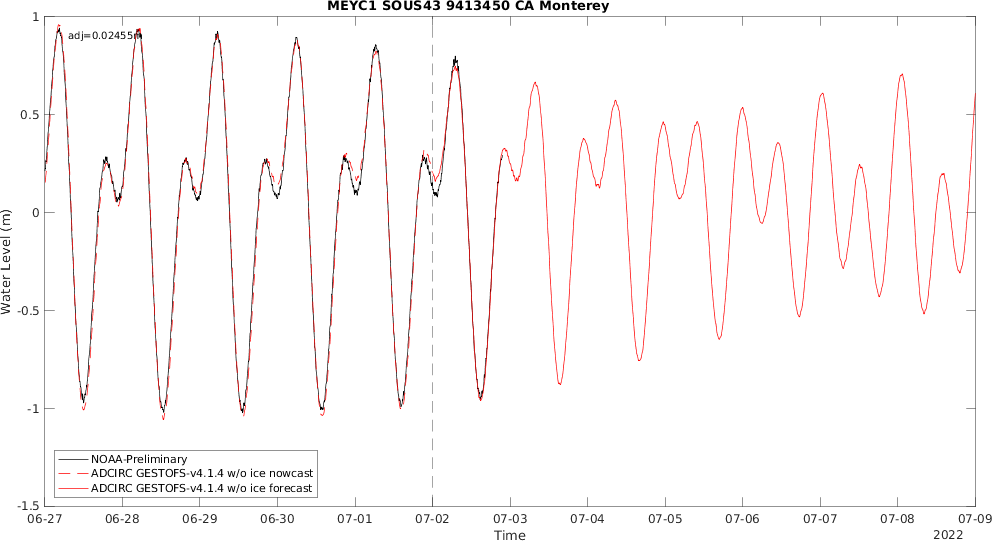 MEYC1 SOUS43 9413450 CA Monterey
adj=0.02455m
1
0.5
0
-0.5
-1
-1.5
Water Level (m)
NOAA-Preliminary
ADCIRC GESTOFS-v4.1.4 w/o ice nowcast
ADCIRC GESTOFS-v4.1.4 w/o ice forecast
06-27 06-28 06-29 06-30 07-01 07-02 07-03 07-04 07-05 07-06 07-07 07-08 07-09
Time
2022